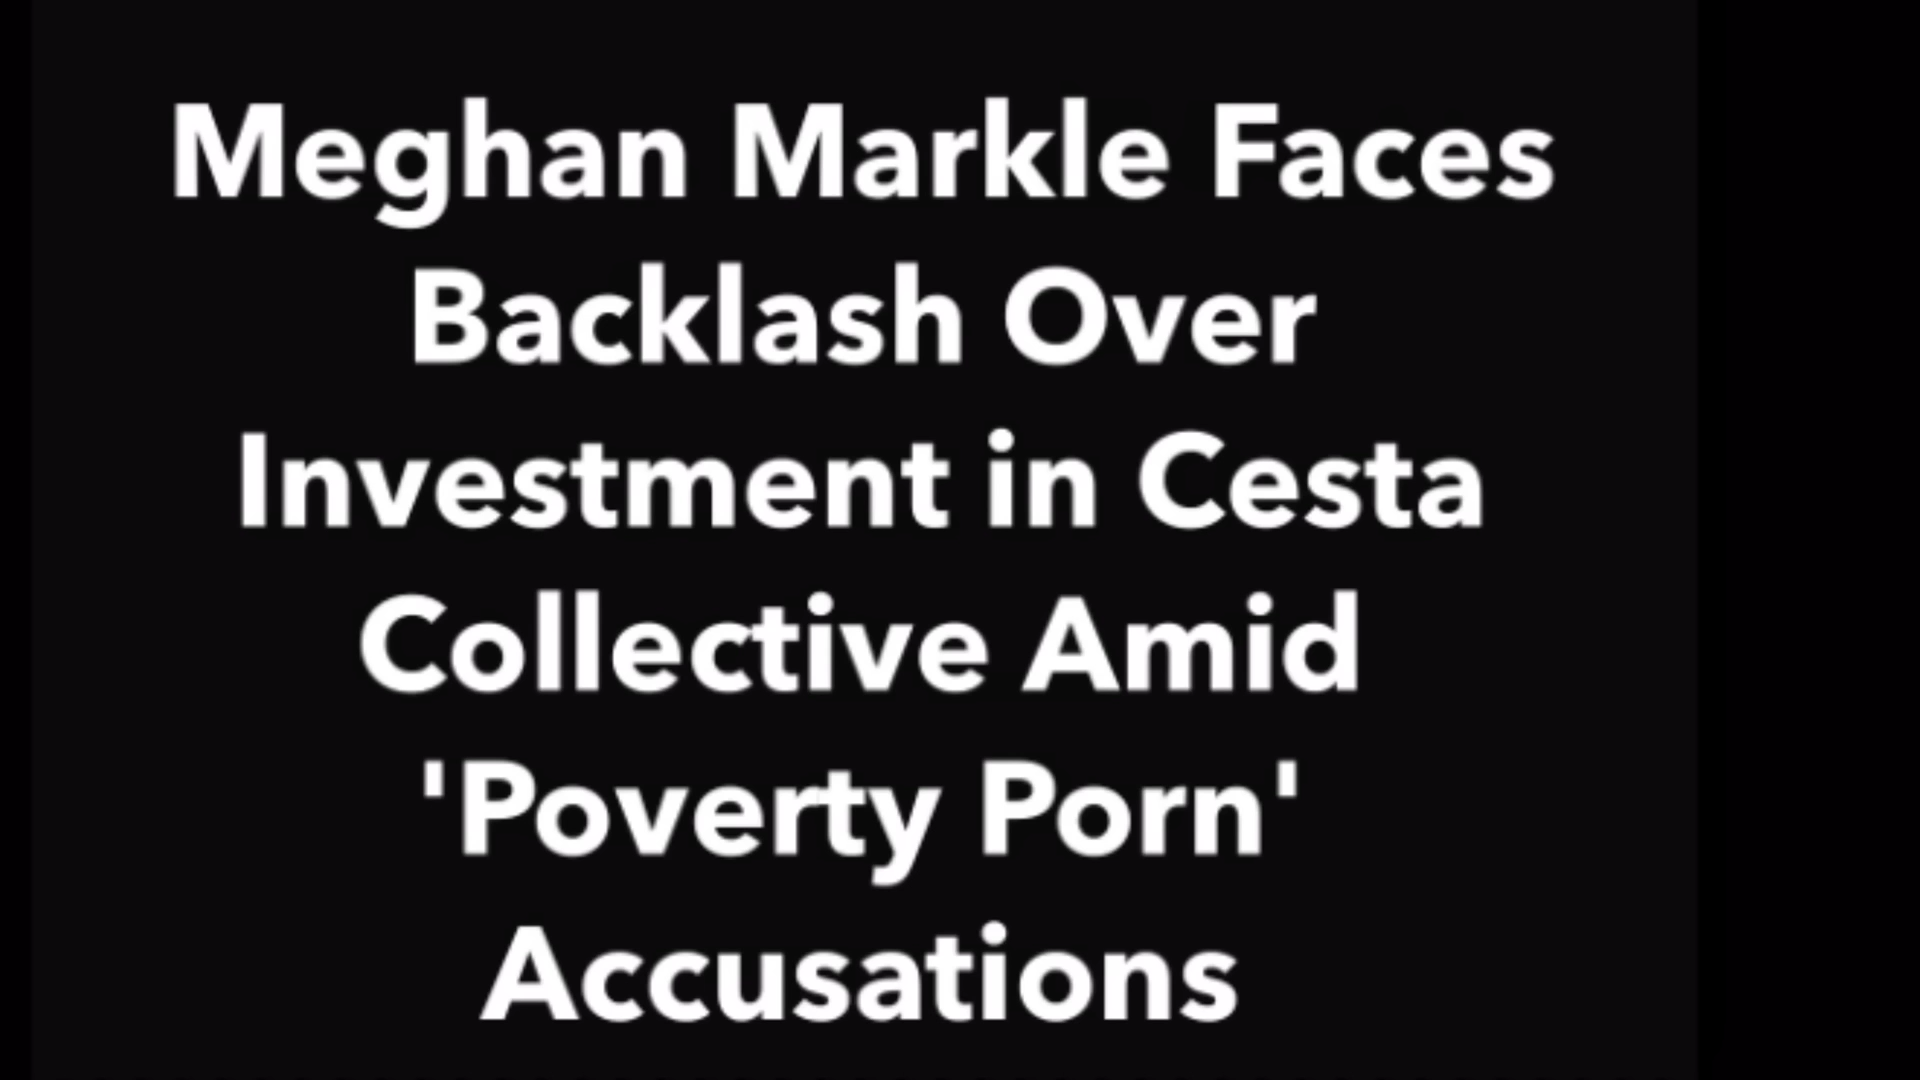 Meghan Markle Faces
Backlash Over
Investment in Cesta
Collective Amid
'Poverty Porn'
Accusations